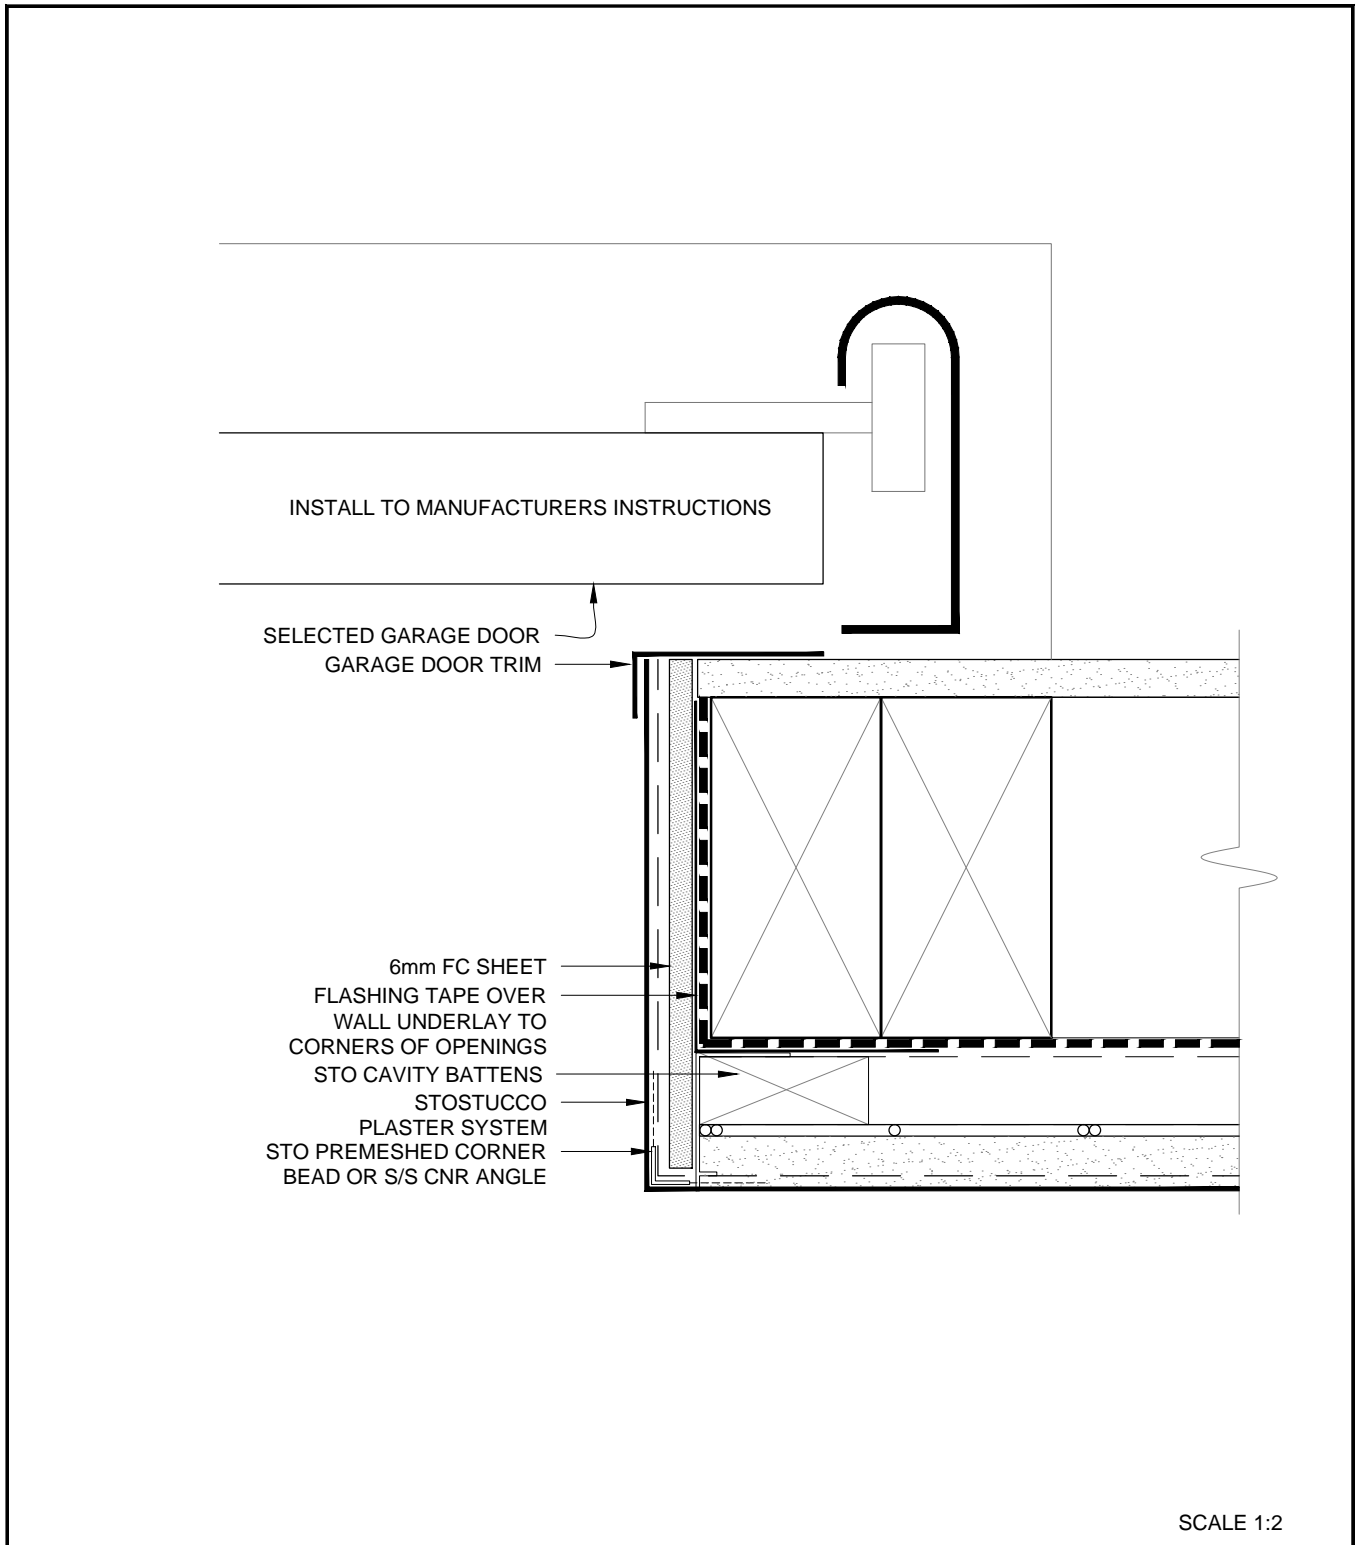 INSTALL TO MANUFACTURERS INSTRUCTIONS
SELECTED GARAGE DOOR
GARAGE DOOR TRIM
6mm FC SHEET
FLASHING TAPE OVER
WALL UNDERLAY TO
CORNERS OF OPENINGS
STO CAVITY BATTENS
STOSTUCCO
PLASTER SYSTEM
STO PREMESHED CORNER
BEAD OR S/S CNR ANGLE
SCALE 1:2